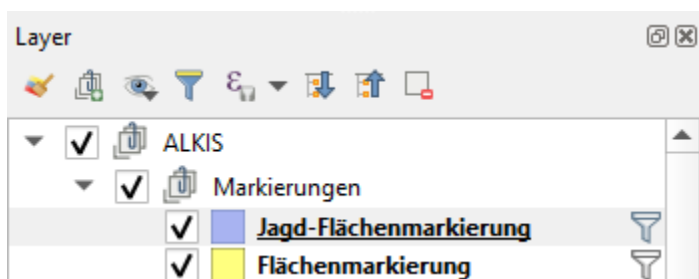 Layer
ε
ALKIS
Markierungen
Jagd-Flächenmarkierung
Flächenmarkierung